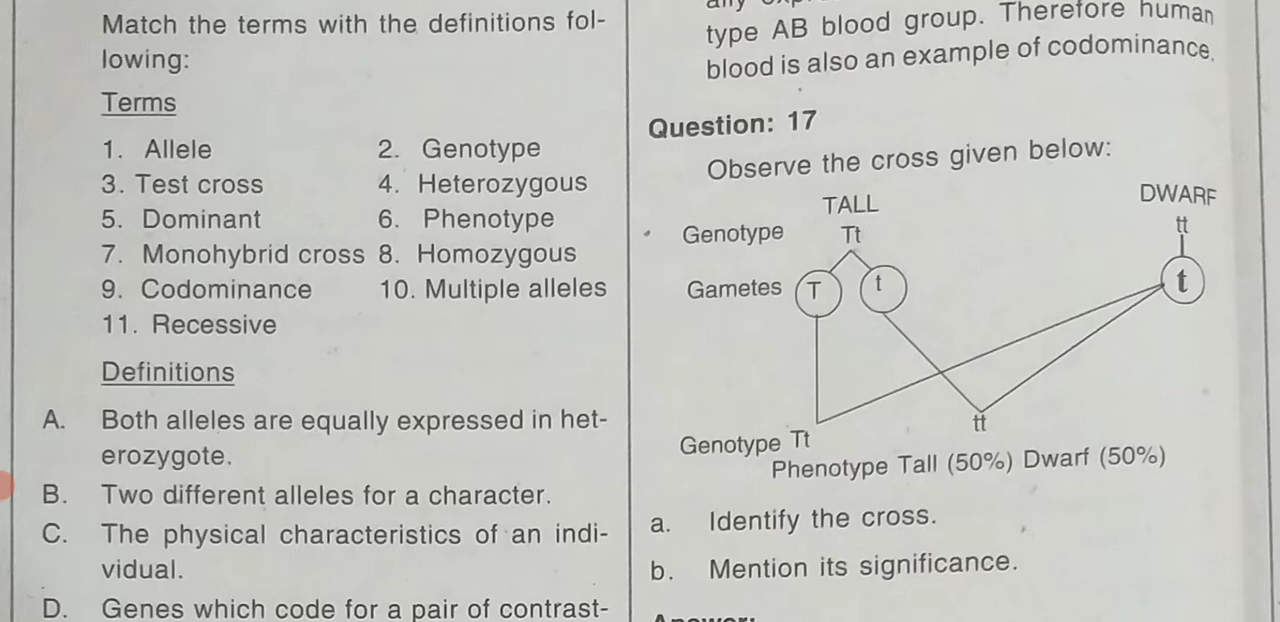 Match the terms with the definitions fol-
lowing:
Terms
1. Allele 2. Genotype
3. Test cross 4. Heterozygous
5. Dominant 6. Phenotype
7. Monohybrid cross 8. Homozygous
9. Codominance 10. Multiple alleles
11. Recessive
Definitions
A. Both alleles are equally expressed in het-
erozygote.
B. Two different alleles for a character.
C. The physical characteristics of an indi-
vidual.
D. Genes which code for a pair of contrast-
type AB blood group. Therefore human
blood is also an example of codominance.
Question: 17
Observe the cross given below:
TALL DWARF
Genotype Tt tt
Gametes T t t
Genotype Tt tt
Phenotype Tall (50%) Dwarf (50%)
a. Identify the cross.
b. Mention its significance.
Answer: